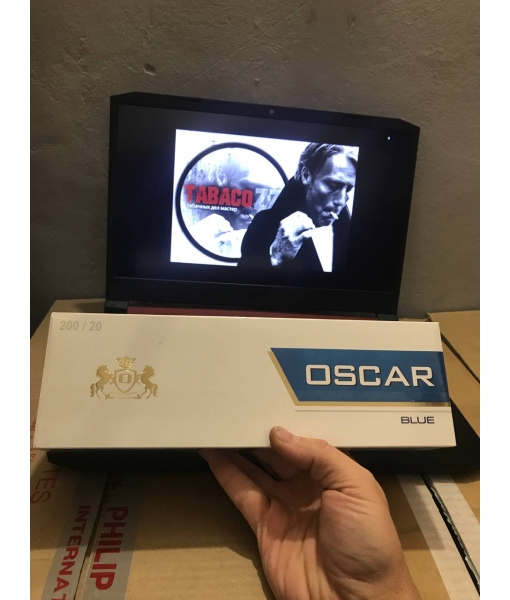 TABACO
табачных дел мастер
200 / 20
OSCAR
BLUE
PHILIP
INTERNAT